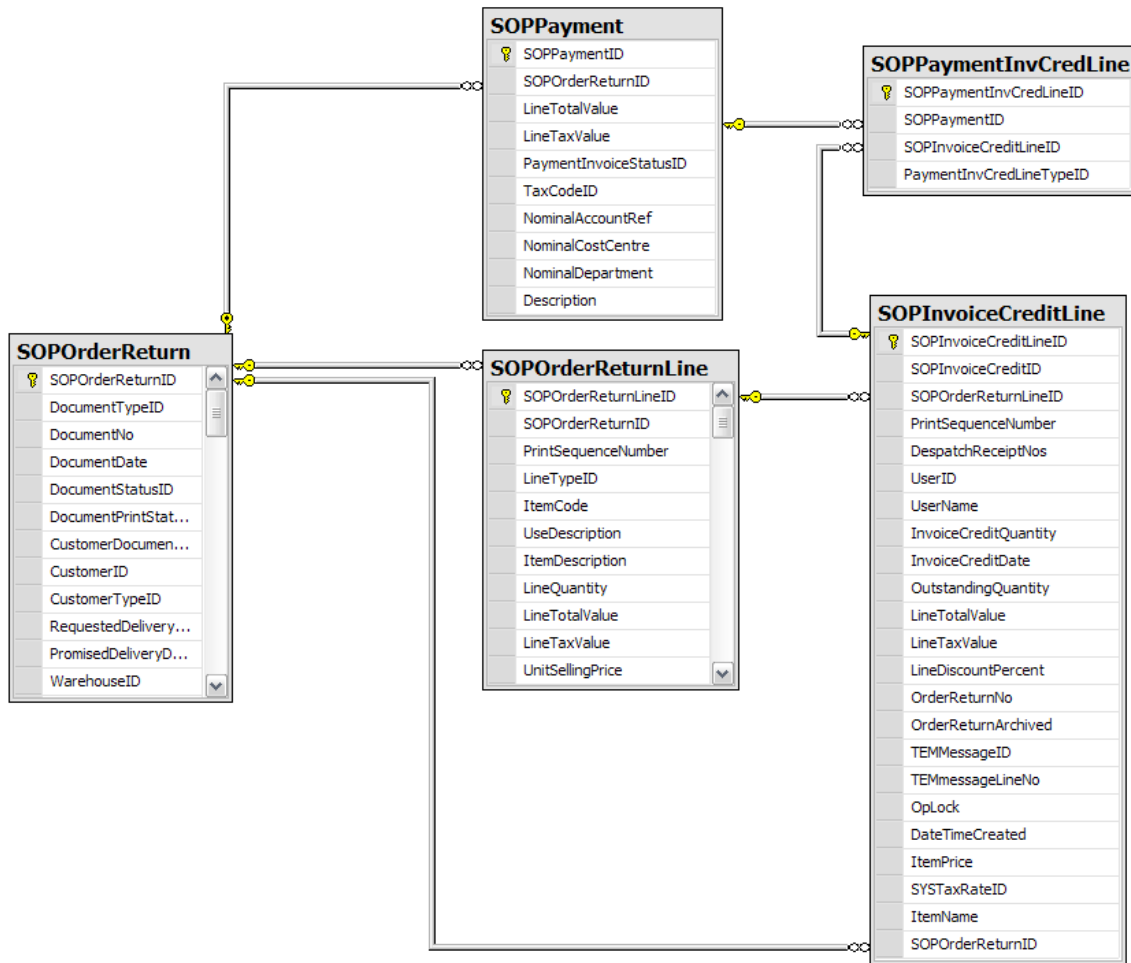 SOPPayment
SOPPaymentID
SOPOrderReturnID
LineTotalValue
LineTaxValue
PaymentInvoiceStatusID
TaxCodeID
NominalAccountRef
NominalCostCentre
NominalDepartment
Description
SOPPaymentInvCredLine
SOPPaymentInvCredLineID
SOPPaymentID
SOPInvoiceCreditLineID
PaymentInvCredLineTypeID
SOPOrderReturn
SOPOrderReturnID
DocumentTypeID
DocumentNo
DocumentDate
DocumentStatusID
DocumentPrintStat...
CustomerDocumen...
CustomerID
CustomerTypeID
RequestedDelivery...
PromisedDeliveryD...
WarehouseID
SOPOrderReturnLine
SOPOrderReturnLineID
SOPOrderReturnID
PrintSequenceNumber
LineTypeID
ItemCode
UseDescription
ItemDescription
LineQuantity
LineTotalValue
LineTaxValue
UnitSellingPrice
SOPInvoiceCreditLine
SOPInvoiceCreditLineID
SOPInvoiceCreditID
SOPOrderReturnLineID
PrintSequenceNumber
DespatchReceiptNos
UserID
UserName
InvoiceCreditQuantity
InvoiceCreditDate
OutstandingQuantity
LineTotalValue
LineTaxValue
LineDiscountPercent
OrderReturnNo
OrderReturnArchived
TEMMessageID
TEMmessageLineNo
OpLock
DateTimeCreated
ItemPrice
SYSTaxRateID
ItemName
SOPOrderReturnID